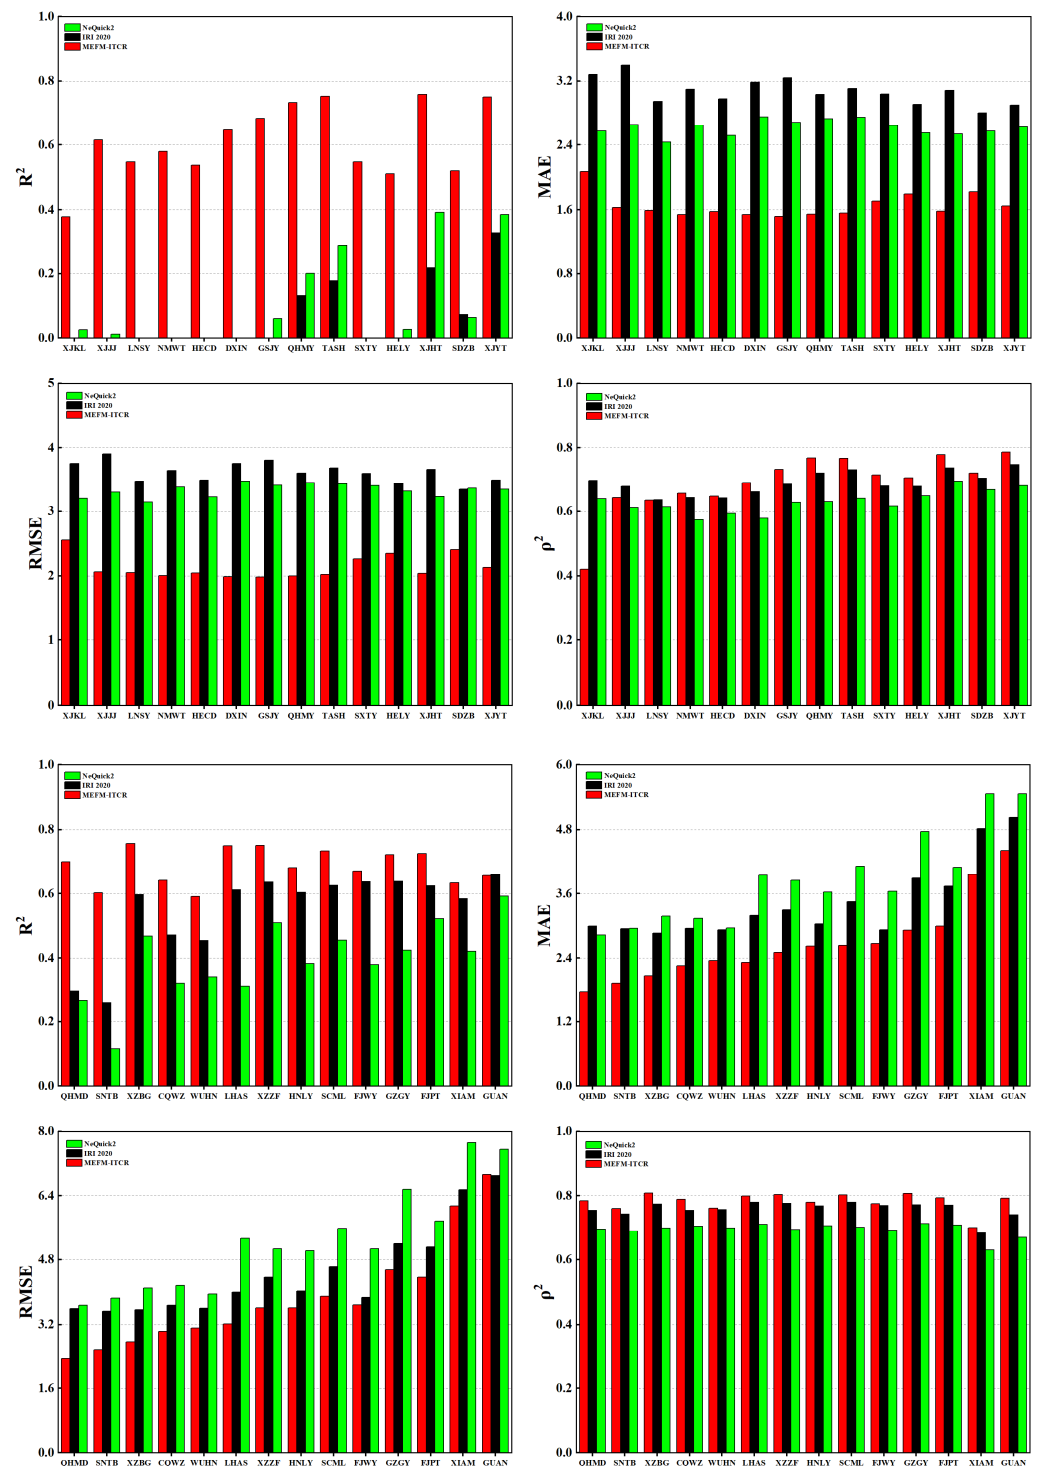 1.0
0.8
0.6
0.4
0.2
0.0
R²
NeQuick2
IRI 2020
MEFM-ITCR
XJKL XJJJ LNSY NMWT HECD DXIN GSJY QHMY TASH SXTY HELY XJHT SDZB XJYT
4.0
3.2
2.4
1.6
0.8
0.0
MAE
NeQuick2
IRI 2020
MEFM-ITCR
XJKL XJJJ LNSY NMWT HECD DXIN GSJY QHMY TASH SXTY HELY XJHT SDZB XJYT
5
4
3
2
1
0
RMSE
NeQuick2
IRI 2020
MEFM-ITCR
XJKL XJJJ LNSY NMWT HECD DXIN GSJY QHMY TASH SXTY HELY XJHT SDZB XJYT
1.0
0.8
0.6
0.4
0.2
0.0
ρ²
NeQuick2
IRI 2020
MEFM-ITCR
XJKL XJJJ LNSY NMWT HECD DXIN GSJY QHMY TASH SXTY HELY XJHT SDZB XJYT
1.0
0.8
0.6
0.4
0.2
0.0
R²
NeQuick2
IRI 2020
MEFM-ITCR
QHMD SNTB XZBG CQWZ WUHN LHAS XZZF HNLY SCML FJWY GZGY FJPT XIAM GUAN
6.0
4.8
3.6
2.4
1.2
0.0
MAE
NeQuick2
IRI 2020
MEFM-ITCR
QHMD SNTB XZBG CQWZ WUHN LHAS XZZF HNLY SCML FJWY GZGY FJPT XIAM GUAN
8.0
6.4
4.8
3.2
1.6
0.0
RMSE
NeQuick2
IRI 2020
MEFM-ITCR
QHMD SNTB XZBG CQWZ WUHN LHAS XZZF HNLY SCML FJWY GZGY FJPT XIAM GUAN
1.0
0.8
0.6
0.4
0.2
0.0
ρ²
NeQuick2
IRI 2020
MEFM-ITCR
QHMD SNTB XZBG CQWZ WUHN LHAS XZZF HNLY SCML FJWY GZGY FJPT XIAM GUAN